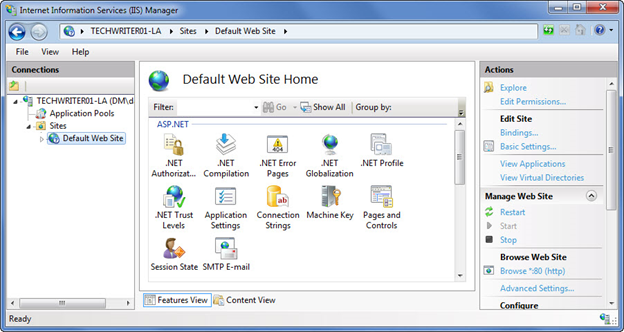 Internet Information Services (IIS) Manager
TECHWRITER01-LA Sites Default Web Site
File View Help
Connections
TECHWRITER01-LA (DM\d
Application Pools
Sites
Default Web Site
Default Web Site Home
Filter: Go Show All Group by:
ASP.NET
.NET Authorizat...
.NET Compilation
.NET Error Pages
.NET Globalization
.NET Profile
.NET Trust Levels
Application Settings
Connection Strings
Machine Key
Pages and Controls
Session State
SMTP E-mail
Features View Content View
Actions
Explore
Edit Permissions...
Edit Site
Bindings...
Basic Settings...
View Applications
View Virtual Directories
Manage Web Site
Restart
Start
Stop
Browse Web Site
Browse *:80 (http)
Advanced Settings...
Configure
Ready